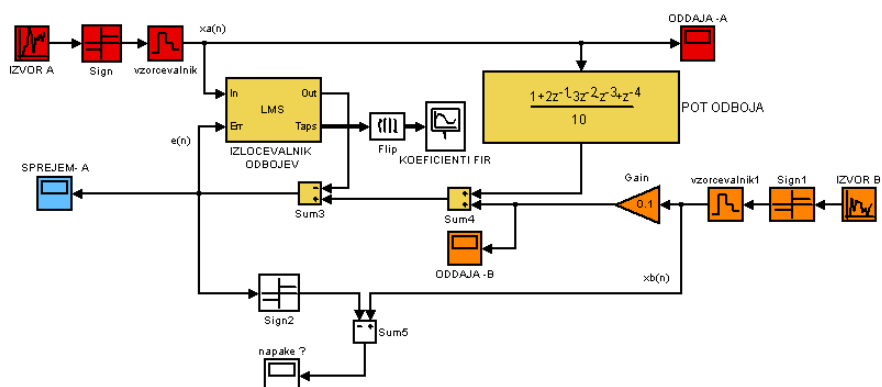 xa(n)
ODDAJA -A
IZVOR A
Sign
vzorcevalnik
In
Out
LMS
Err
Taps
IZLOCEVALNIK
ODBOJEV
Flip
KOEFICIENTI FIR
1+2z-1-3z-2-z-3+z-4
10
POT ODBOJA
e(n)
SPREJEM- A
Gain
vzorcevalnik1
Sign1
IZVOR B
0.1
Sum3
Sum4
ODDAJA -B
xb(n)
Sign2
Sum5
napake ?